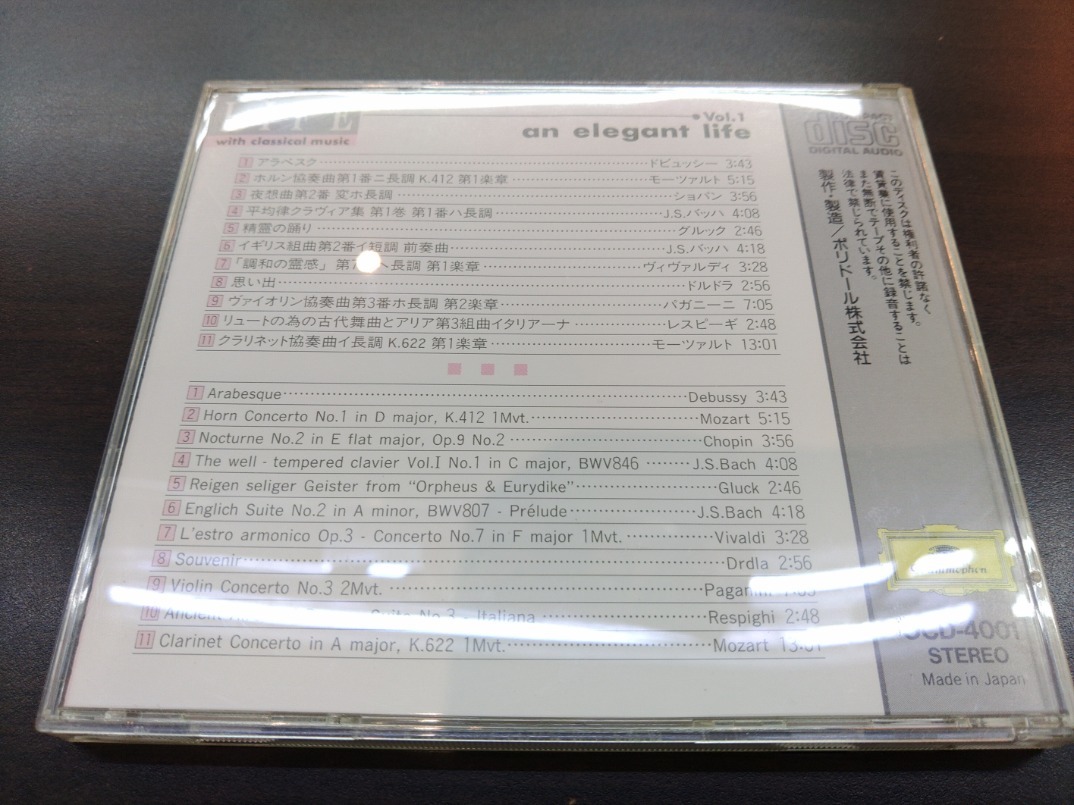 with classical music
•Vol.1
an elegant life
1 アラベスク ドビュッシー 3:43
2 ホルン協奏曲第1番ニ長調 K.412 第1楽章 モーツァルト 5:15
3 夜想曲第2番 変ホ長調 ショパン 3:56
4 平均律クラヴィア集 第1巻 第1番ハ長調 J.S.バッハ 4:08
5 精霊の踊り グルック 2:46
6 イギリス組曲第2番イ短調 前奏曲 J.S.バッハ 4:18
7 「調和の霊感」 第7 ヘ長調 第1楽章 ヴィヴァルディ 3:28
8 思い出 ドルドラ 2:56
9 ヴァイオリン協奏曲第3番ホ長調 第2楽章 パガニーニ 7:05
10 リュートの為の古代舞曲とアリア第3組曲イタリアーナ レスピーギ 2:48
11 クラリネット協奏曲イ長調 K.622 第1楽章 モーツァルト 13:01
1 Arabesque Debussy 3:43
2 Horn Concerto No.1 in D major, K.412 1Mvt. Mozart 5:15
3 Nocturne No.2 in E flat major, Op.9 No.2 Chopin 3:56
4 The well - tempered clavier Vol.I No.1 in C major, BWV846 J.S.Bach 4:08
5 Reigen seliger Geister from "Orpheus & Eurydike" Gluck 2:46
6 Englich Suite No.2 in A minor, BWV807 - Prélude J.S.Bach 4:18
7 L'estro armonico Op.3 - Concerto No.7 in F major 1Mvt. Vivaldi 3:28
8 Souvenir Drdla 2:56
9 Violin Concerto No.3 2Mvt. Paganini
10 Ancient Suite No.3 - Italiana Respighi 2:48
11 Clarinet Concerto in A major, K.622 1Mvt. Mozart 13:01
disc
DIGITAL AUDIO
このディスクは権利者の許諾なく
賃貸業に使用することを禁じます。
また無断でテープその他に録音することは
法律で禁じられています。
製作・製造/ポリドール株式会社
STEREO
Made in Japan